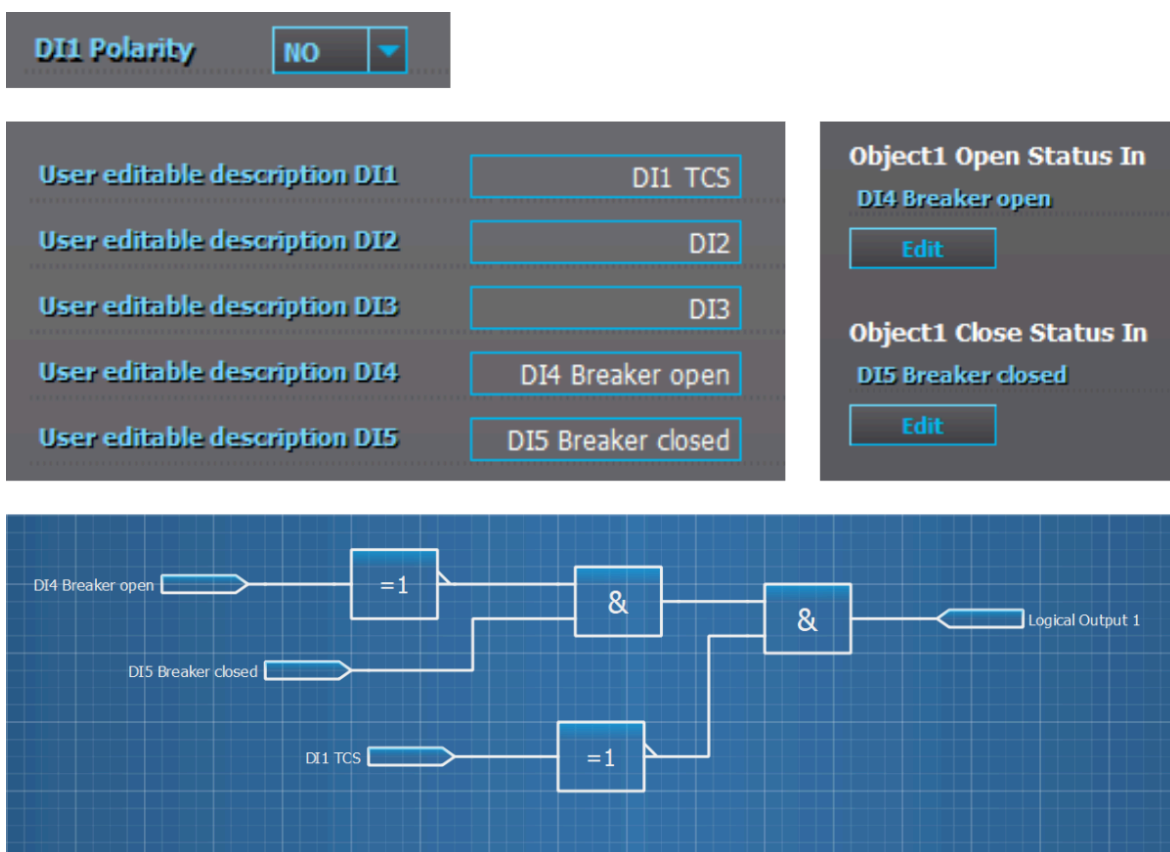 DI1 Polarity NO
User editable description DI1 DI1 TCS
User editable description DI2 DI2
User editable description DI3 DI3
User editable description DI4 DI4 Breaker open
User editable description DI5 DI5 Breaker closed
Object1 Open Status In
DI4 Breaker open
Edit
Object1 Close Status In
DI5 Breaker closed
Edit
DI4 Breaker open =1
&
&
Logical Output 1
DI5 Breaker closed
DI1 TCS =1